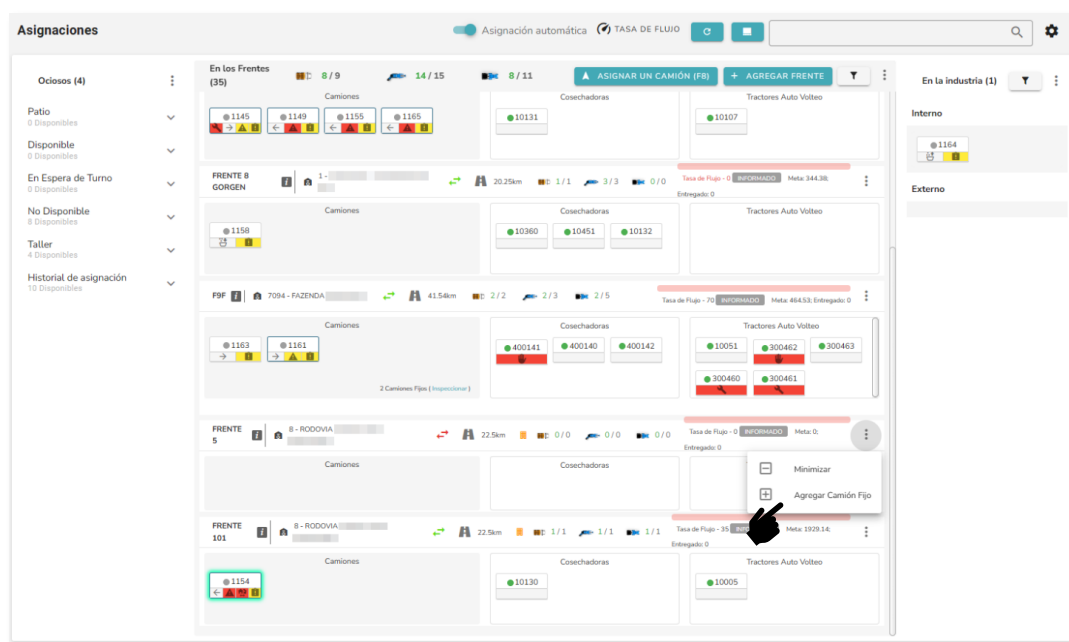 Asignaciones
Asignación automática
TASA DE FLUJO
Ociosos (4)
Patio
0 Disponibles
Disponible
0 Disponibles
En Espera de Turno
0 Disponibles
No Disponible
8 Disponibles
Taller
4 Disponibles
Historial de asignación
10 Disponibles
En los Frentes
(35)
8 / 9
14 / 15
8 / 11
ASIGNAR UN CAMIÓN (F8)
+ AGREGAR FRENTE
Camiones
Cosechadoras
1145
1149
1155
1165
10131
10107
FRENTE 8
GORGEN
1 -
20.25km
1 / 1
3 / 3
0 / 0
Tasa de Flujo - 0 INFORMADO Meta: 344.38;
Entregado: 0
Camiones
Cosechadoras
Tractores Auto Volteo
1158
10360
10451
10132
F9F
7094 - FAZENDA
41.54km
2 / 2
2 / 3
2 / 5
Tasa de Flujo - 70 INFORMADO Meta: 464.53; Entregado: 0
Camiones
Cosechadoras
Tractores Auto Volteo
1163
1161
400141
400140
400142
10051
300462
300463
300460
300461
2 Camiones Fijos ( Inspeccionar )
FRENTE
5
8 - RODOVIA
22.5km
0 / 0
0 / 0
0 / 0
Tasa de Flujo - 0 INFORMADO Meta: 0;
Entregado: 0
Camiones
Cosechadoras
Minimizar
Agregar Camión Fijo
FRENTE
101
8 - RODOVIA
22.5km
1 / 1
1 / 1
1 / 1
Tasa de Flujo - 35 Meta: 1929.14;
Entregado: 0
Camiones
Cosechadoras
Tractores Auto Volteo
1154
10130
10005
En la industria (1)
Interno
1164
Externo